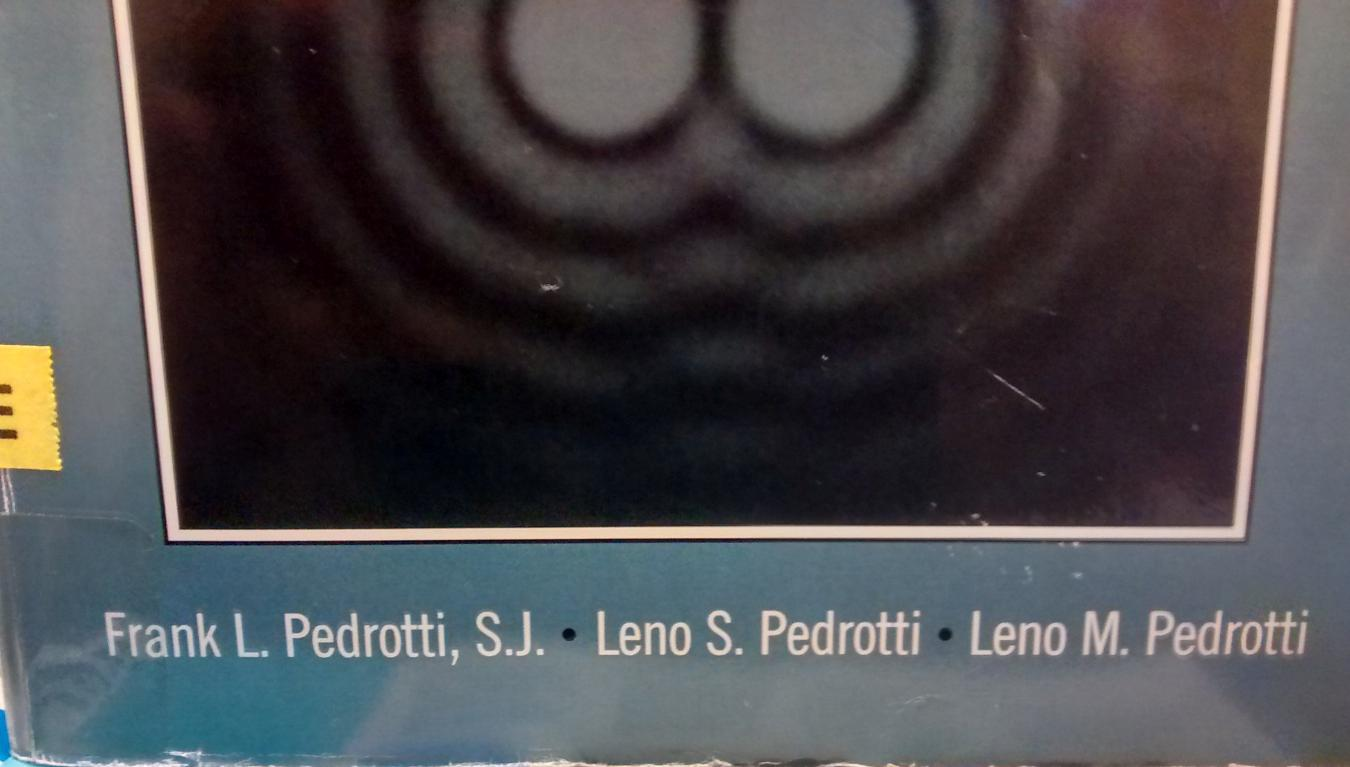 Frank L. Pedrotti, S.J. • Leno S. Pedrotti • Leno M. Pedrotti